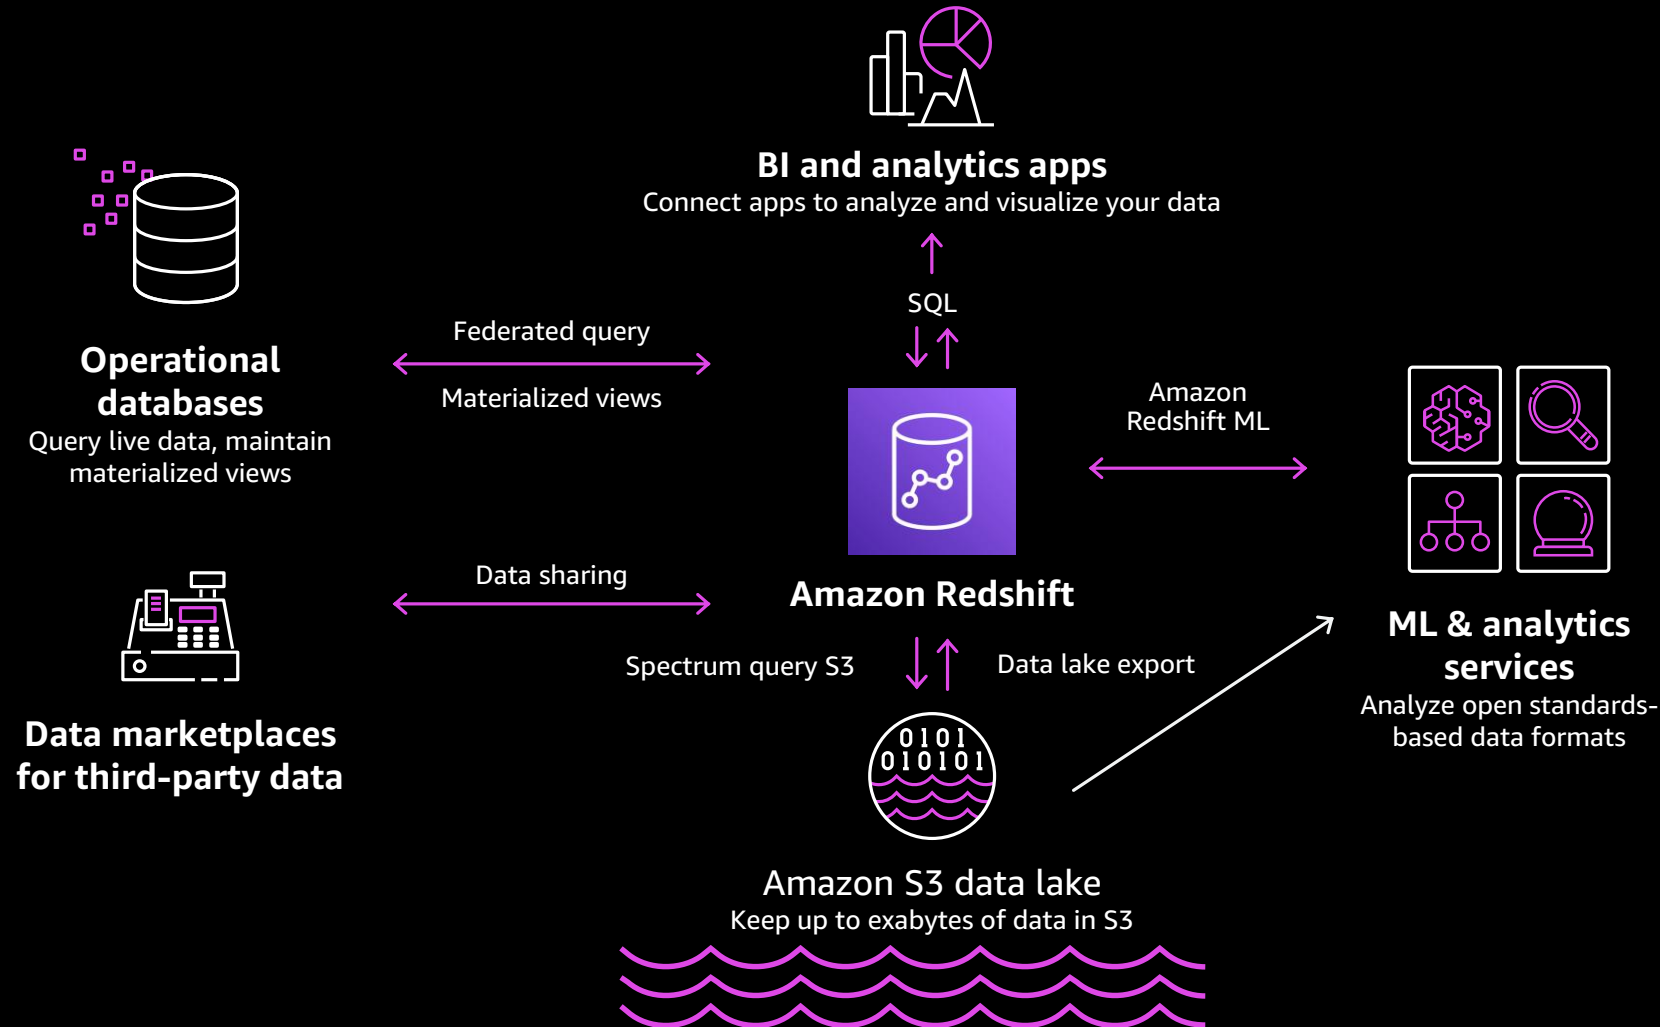 BI and analytics apps
Connect apps to analyze and visualize your data
SQL
Operational
databases
Query live data, maintain
materialized views
Federated query
Materialized views
Amazon
Redshift ML
Data sharing
Amazon Redshift
Data marketplaces
for third-party data
Spectrum query S3
Data lake export
ML & analytics
services
Analyze open standards-
based data formats
0101
010101
Amazon S3 data lake
Keep up to exabytes of data in S3